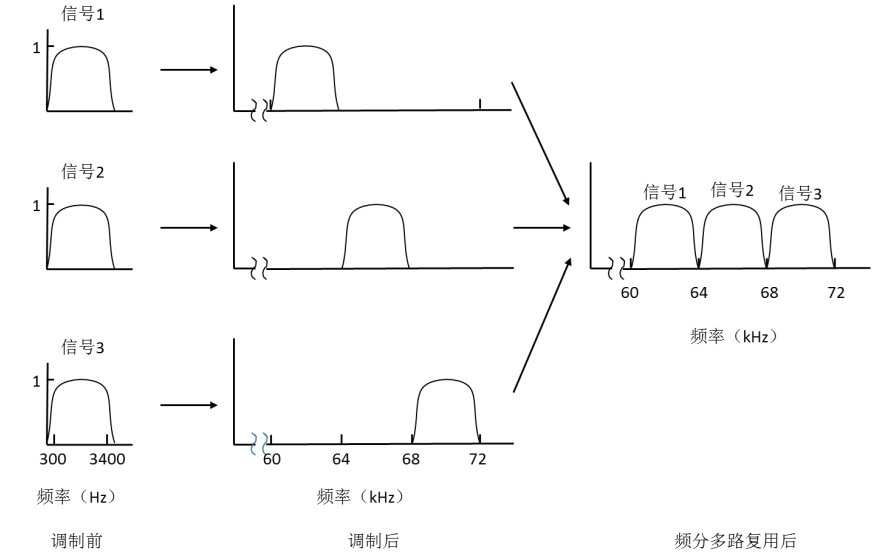 信号1
1
信号2
1
信号1 信号2 信号3
60 64 68 72
频率（kHz）
信号3
1
300 3400
60 64 68 72
频率（Hz）
频率（kHz）
调制前
调制后
频分多路复用后